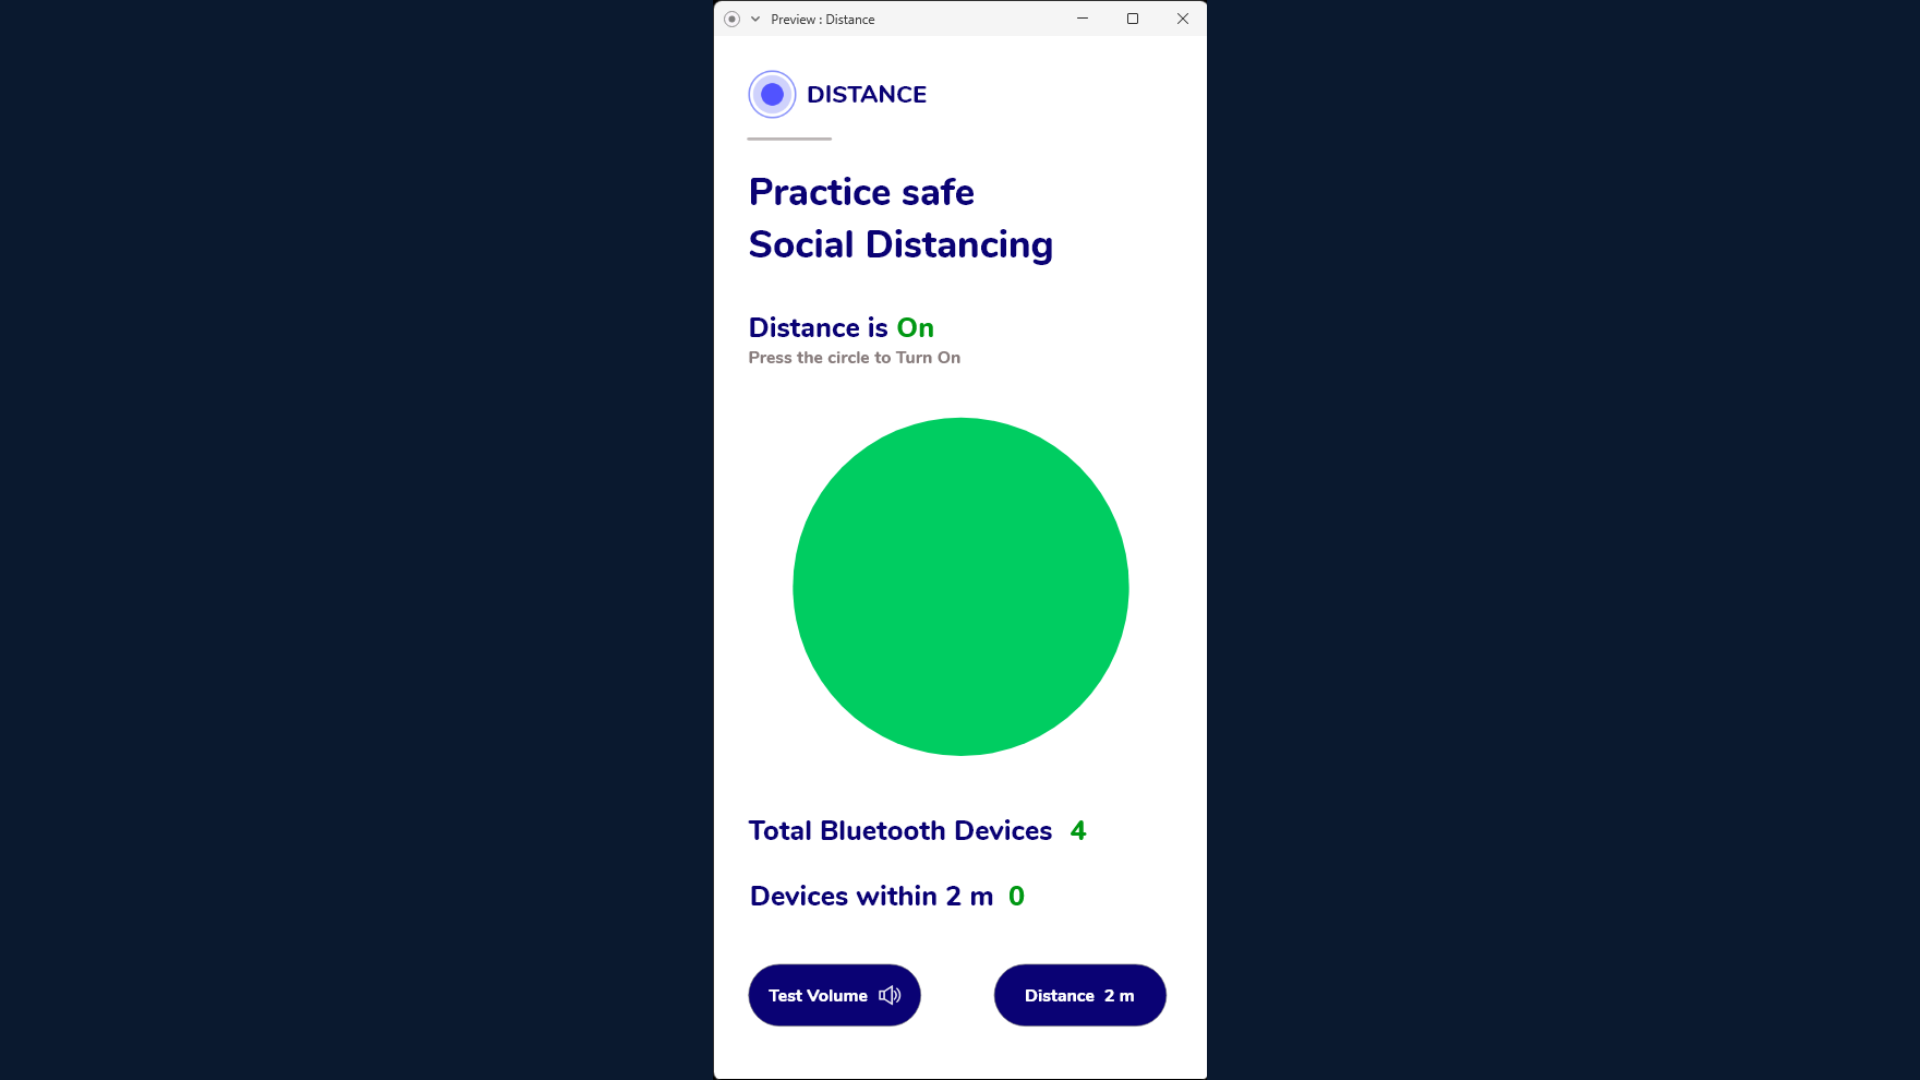 Preview : Distance
DISTANCE
Practice safe
Social Distancing
Distance is On
Press the circle to Turn On
Total Bluetooth Devices 4
Devices within 2 m 0
Test Volume
Distance 2 m